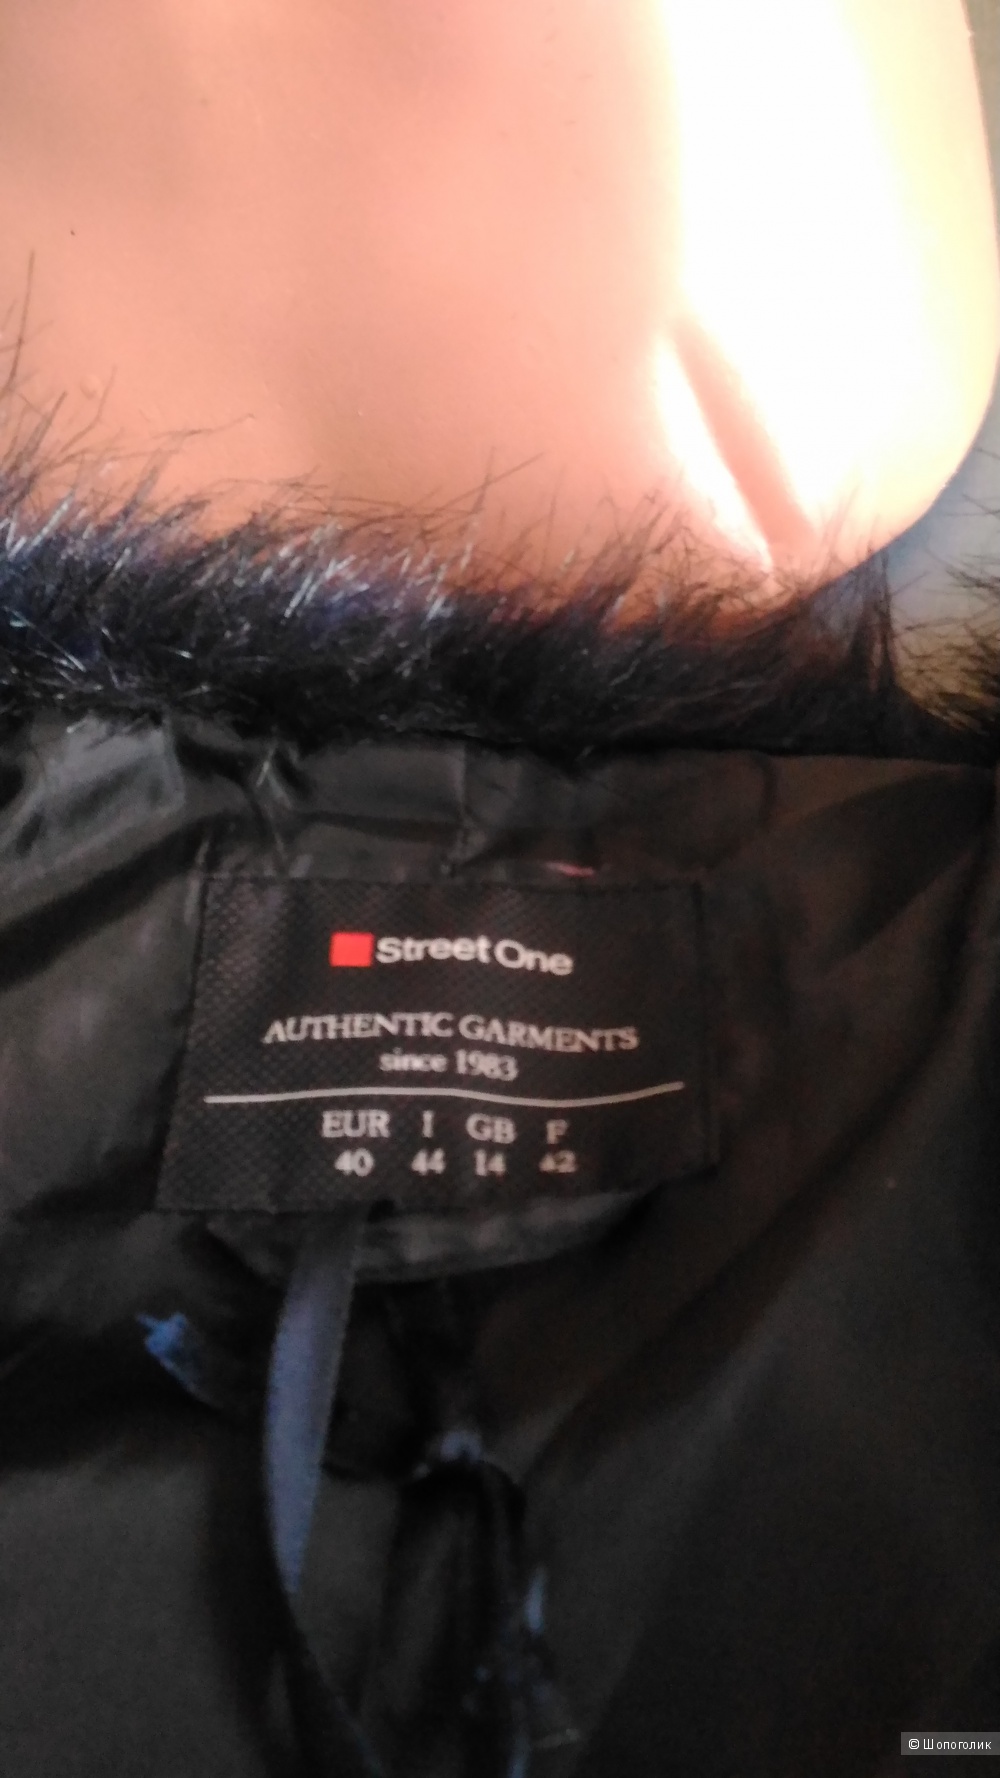 Street One
AUTHENTIC GARMENTS
since 1983
EUR I GB F
40 44 14 42
© Шопоголик